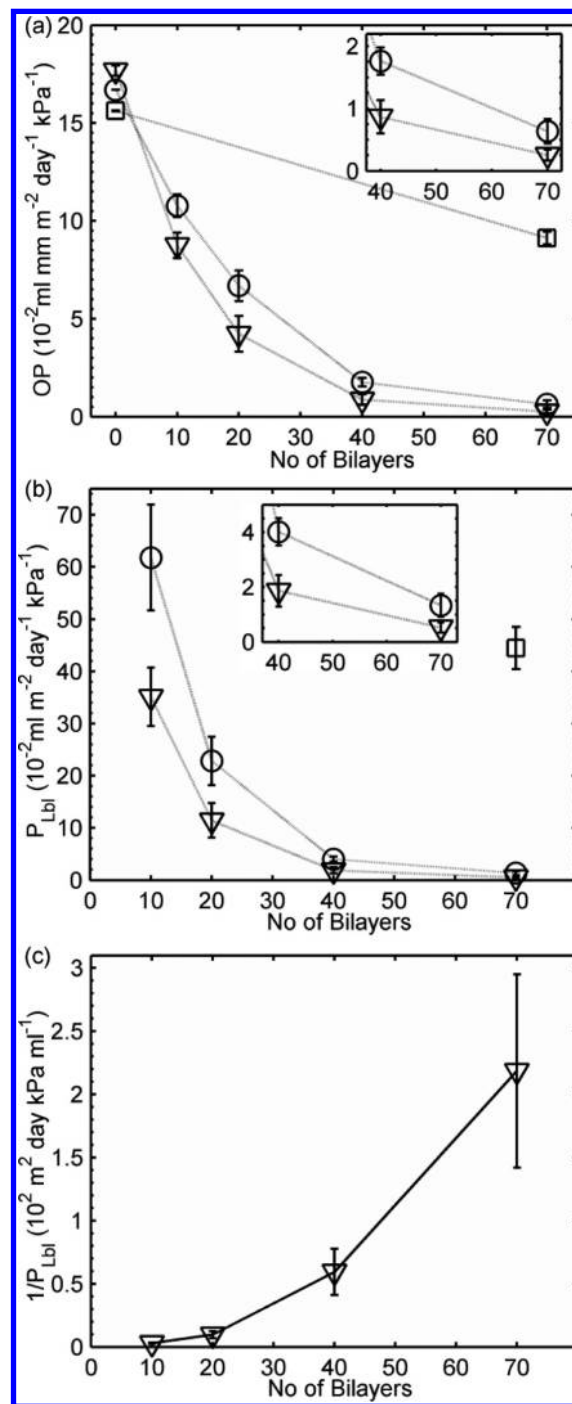 (a)
OP (10⁻²ml mm m⁻² day⁻¹ kPa⁻¹)
20
15
10
5
0
0 10 20 30 40 50 60 70
No of Bilayers
2
1
0
40 50 60 70
(b)
P_Lbl (10⁻²ml m⁻² day⁻¹ kPa⁻¹)
70
60
50
40
30
20
10
0
0 10 20 30 40 50 60 70
No of Bilayers
4
2
0
40 50 60 70
(c)
1/P_Lbl (10² m² day kPa ml⁻¹)
3
2.5
2
1.5
1
0.5
0
0 10 20 30 40 50 60 70
No of Bilayers